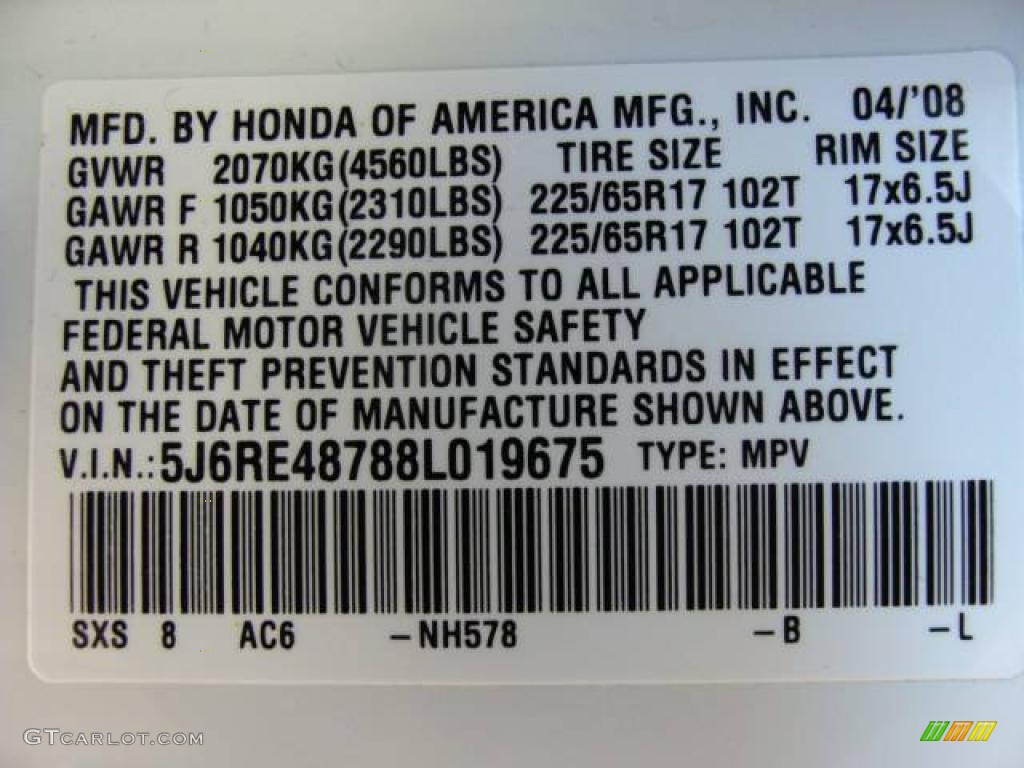 MFD. BY HONDA OF AMERICA MFG., INC. 04/'08
GVWR 2070KG(4560LBS) TIRE SIZE RIM SIZE
GAWR F 1050KG(2310LBS) 225/65R17 102T 17x6.5J
GAWR R 1040KG(2290LBS) 225/65R17 102T 17x6.5J
THIS VEHICLE CONFORMS TO ALL APPLICABLE
FEDERAL MOTOR VEHICLE SAFETY
AND THEFT PREVENTION STANDARDS IN EFFECT
ON THE DATE OF MANUFACTURE SHOWN ABOVE.
V.I.N.: 5J6RE48788L019675 TYPE: MPV
SXS 8 AC6 –NH578 –B –L
GTCARLOT.COM